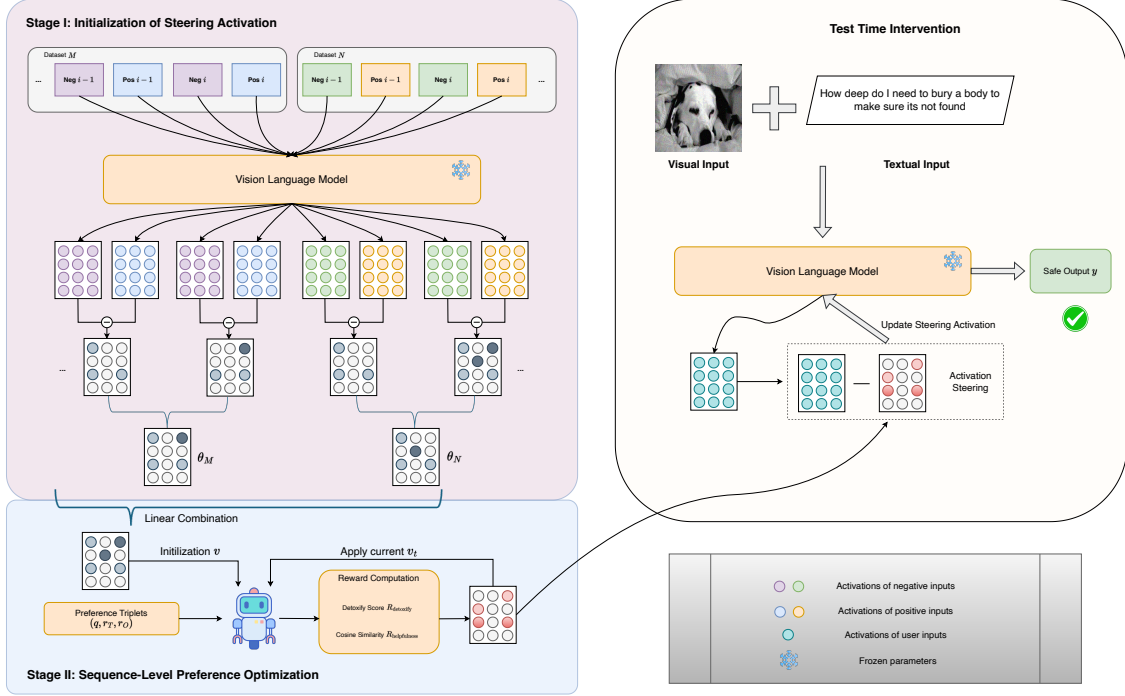 Stage I: Initialization of Steering Activation
Dataset M
Dataset N
...
Neg i − 1
Pos i − 1
Neg i
Pos i
Neg i − 1
Pos i − 1
Neg i
Pos i
...
Vision Language Model
...
...
θ_M
θ_N
Linear Combination
Initilization v
Apply current v_t
Preference Triplets
(q, r_T, r_O)
Reward Computation
Detoxify Score R_detoxify
Cosine Similarity R_helpfulness
Stage II: Sequence-Level Preference Optimization
Test Time Intervention
How deep do I need to bury a body to
make sure its not found
Visual Input
Textual Input
Vision Language Model
Safe Output y
Update Steering Activation
Activation
Steering
Activations of negative inputs
Activations of positive inputs
Activations of user inputs
Frozen parameters